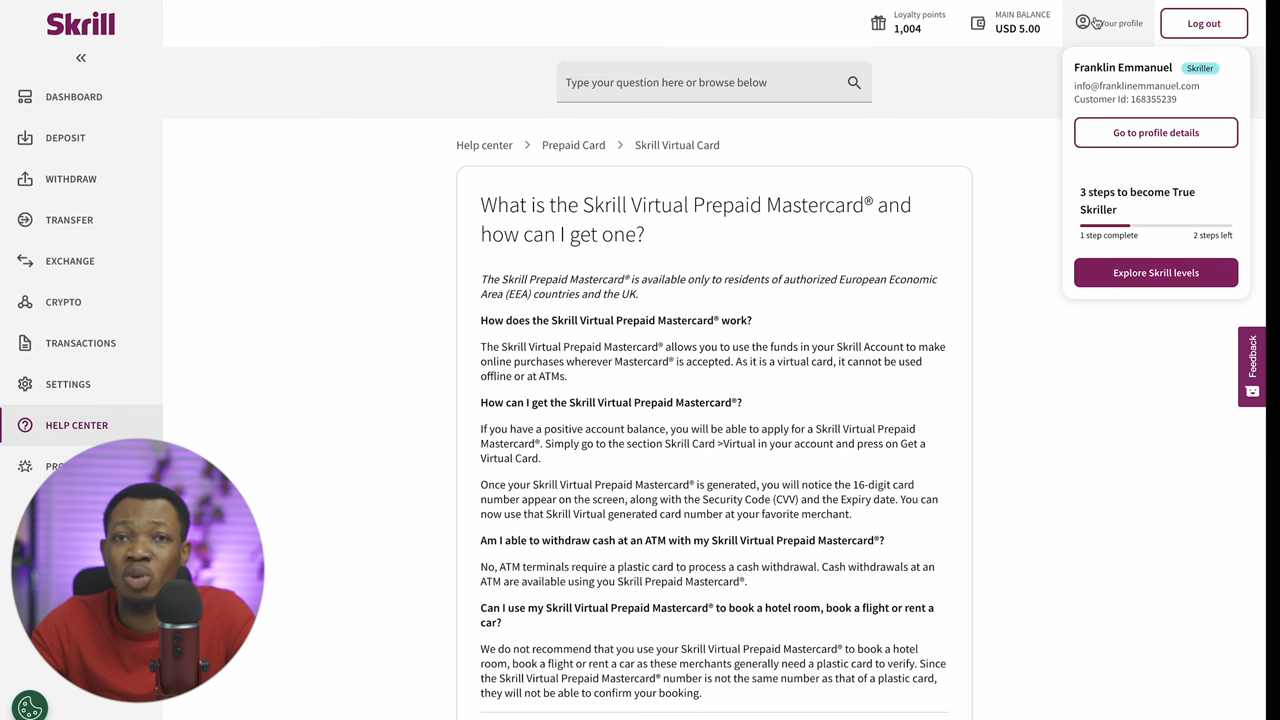 Skrill
DASHBOARD
DEPOSIT
WITHDRAW
TRANSFER
EXCHANGE
CRYPTO
TRANSACTIONS
SETTINGS
HELP CENTER
Loyalty points
1,004
MAIN BALANCE
USD 5.00
Your profile
Log out
Type your question here or browse below
Help center > Prepaid Card > Skrill Virtual Card
What is the Skrill Virtual Prepaid Mastercard® and
how can I get one?
The Skrill Prepaid Mastercard® is available only to residents of authorized European Economic
Area (EEA) countries and the UK.
How does the Skrill Virtual Prepaid Mastercard® work?
The Skrill Virtual Prepaid Mastercard® allows you to use the funds in your Skrill Account to make
online purchases wherever Mastercard® is accepted. As it is a virtual card, it cannot be used
offline or at ATMs.
How can I get the Skrill Virtual Prepaid Mastercard®?
If you have a positive account balance, you will be able to apply for a Skrill Virtual Prepaid
Mastercard®. Simply go to the section Skrill Card >Virtual in your account and press on Get a
Virtual Card.
Once your Skrill Virtual Prepaid Mastercard® is generated, you will notice the 16-digit card
number appear on the screen, along with the Security Code (CVV) and the Expiry date. You can
now use that Skrill Virtual generated card number at your favorite merchant.
Am I able to withdraw cash at an ATM with my Skrill Virtual Prepaid Mastercard®?
No, ATM terminals require a plastic card to process a cash withdrawal. Cash withdrawals at an
ATM are available using you Skrill Prepaid Mastercard®.
Can I use my Skrill Virtual Prepaid Mastercard® to book a hotel room, book a flight or rent a
car?
We do not recommend that you use your Skrill Virtual Prepaid Mastercard® to book a hotel
room, book a flight or rent a car as these merchants generally need a plastic card to verify. Since
the Skrill Virtual Prepaid Mastercard® number is not the same number as that of a plastic card,
they will not be able to confirm your booking.
Franklin Emmanuel Skriller
info@franklinemmanuel.com
Customer Id: 168355239
Go to profile details
3 steps to become True
Skriller
1 step complete 2 steps left
Explore Skrill levels
Feedback